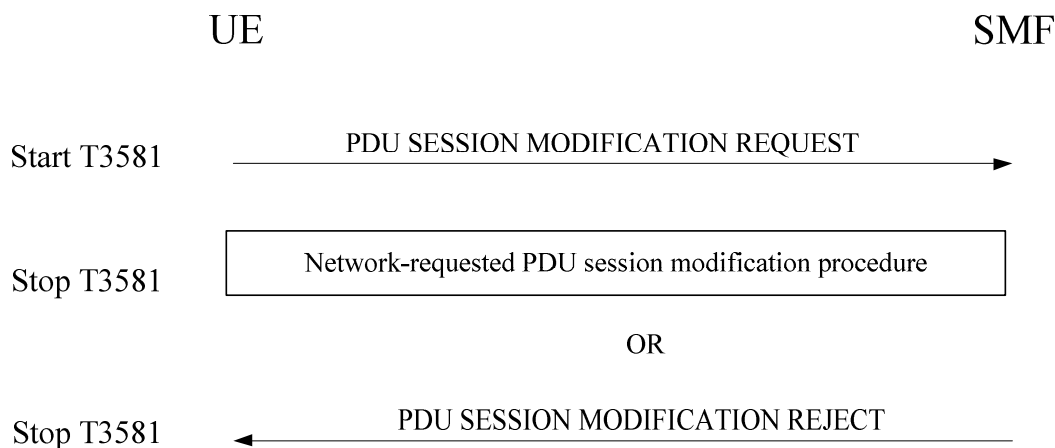 UE SMF
Start T3581 PDU SESSION MODIFICATION REQUEST
Stop T3581 Network-requested PDU session modification procedure
OR
Stop T3581 PDU SESSION MODIFICATION REJECT